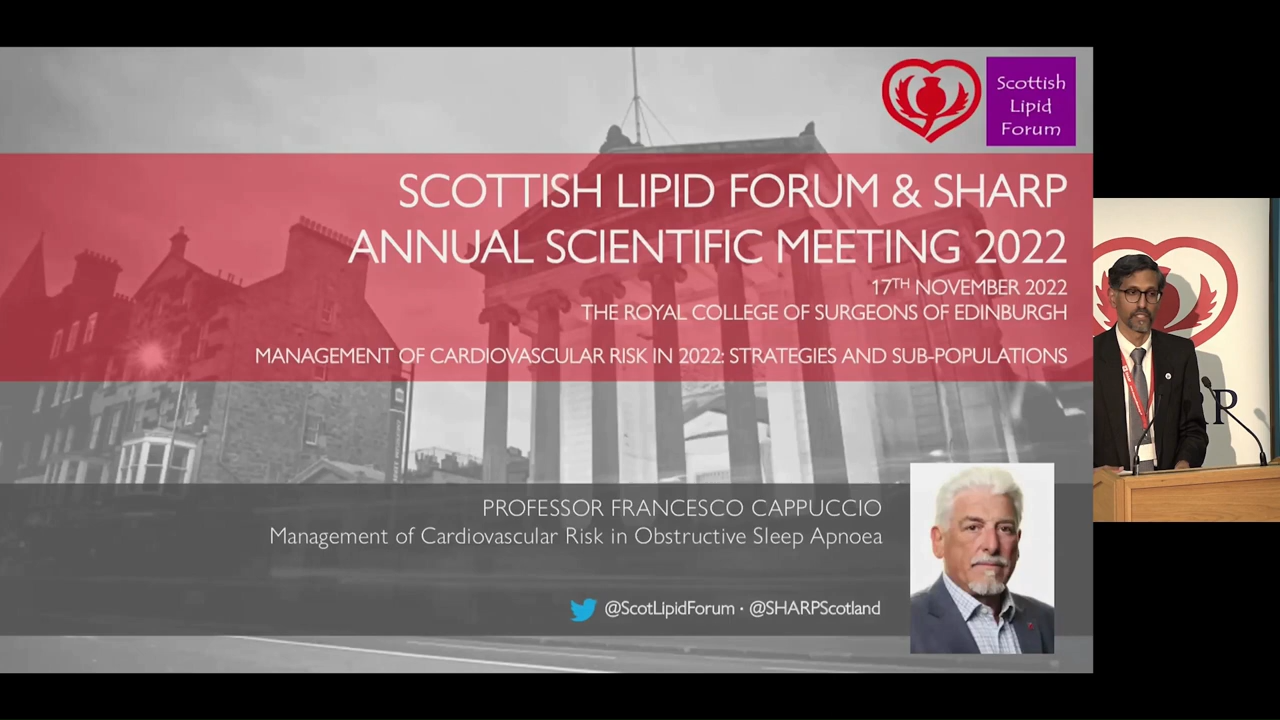 Scottish
Lipid
Forum
SCOTTISH LIPID FORUM & SHARP
ANNUAL SCIENTIFIC MEETING 2022
17TH NOVEMBER 2022
THE ROYAL COLLEGE OF SURGEONS OF EDINBURGH
MANAGEMENT OF CARDIOVASCULAR RISK IN 2022: STRATEGIES AND SUB-POPULATIONS
PROFESSOR FRANCESCO CAPPUCCIO
Management of Cardiovascular Risk in Obstructive Sleep Apnoea
@ScotLipidForum · @SHARPScotland